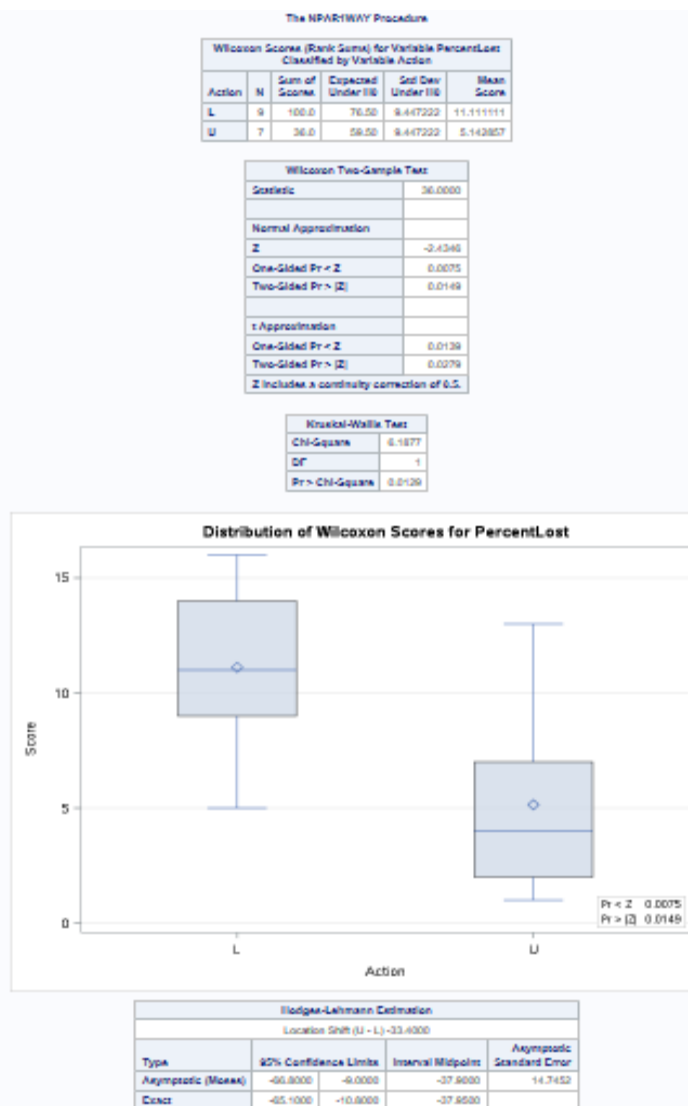 The NPAR1WAY Procedure
Wilcoxon Scores (Rank Sums) for Variable PercentLost
Classified by Variable Action
Action N Sum of Scores Expected Under H0 Std Dev Under H0 Mean Score
L 9 100.0 76.50 9.447222 11.111111
U 7 36.0 59.50 9.447222 5.142857
Wilcoxon Two-Sample Test
Statistic 36.0000
Normal Approximation
Z -2.4346
One-Sided Pr < Z 0.0075
Two-Sided Pr > |Z| 0.0149
t Approximation
One-Sided Pr < Z 0.0139
Two-Sided Pr > |Z| 0.0279
Z includes a continuity correction of 0.5.
Kruskal-Wallis Test
Chi-Square 6.1877
DF 1
Pr > Chi-Square 0.0129
Distribution of Wilcoxon Scores for PercentLost
15
10
5
0
Score
Pr < Z 0.0075
Pr > |Z| 0.0149
L U
Action
Hodges-Lehmann Estimation
Location Shift (U - L) -33.4000
Type 95% Confidence Limits Interval Midpoint Asymptotic Standard Error
Asymptotic (Moses) -66.8000 -9.0000 -37.9000 14.7452
Exact -65.1000 -10.8000 -37.9500